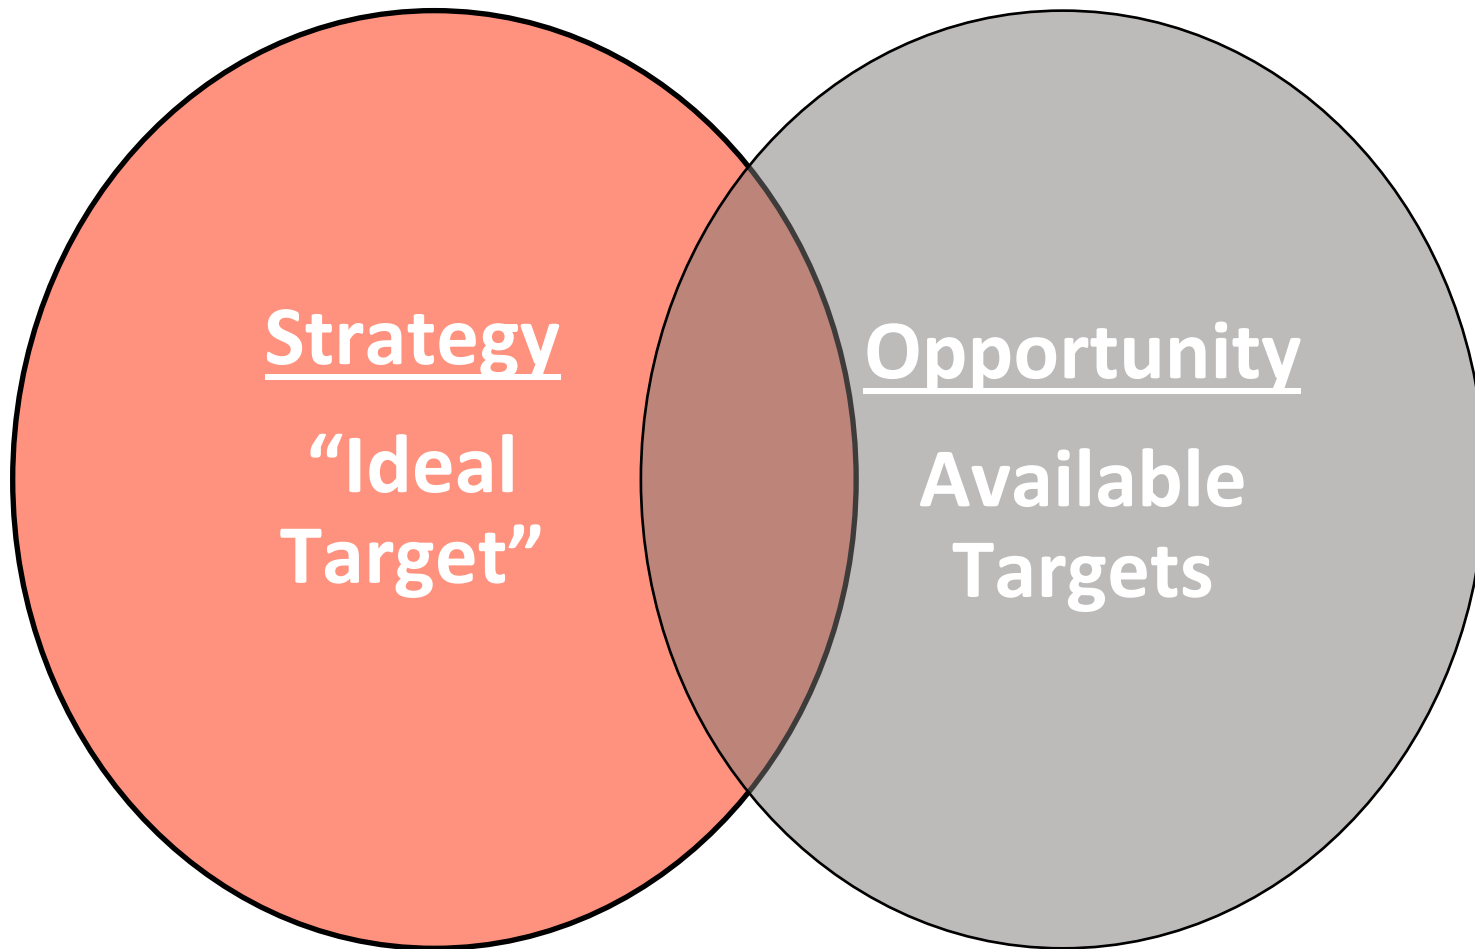 Strategy
“Ideal
Target”
Opportunity
Available
Targets